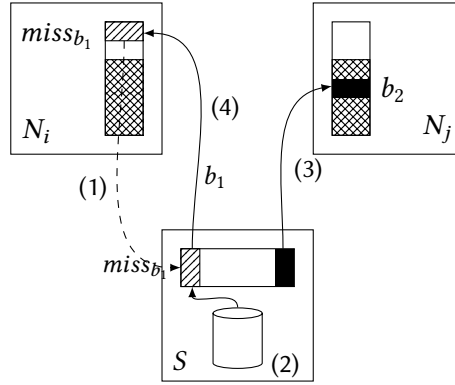 miss_{b_1}
N_i
(4)
b_2
N_j
(1)
b_1
(3)
miss_{b_1}
S
(2)